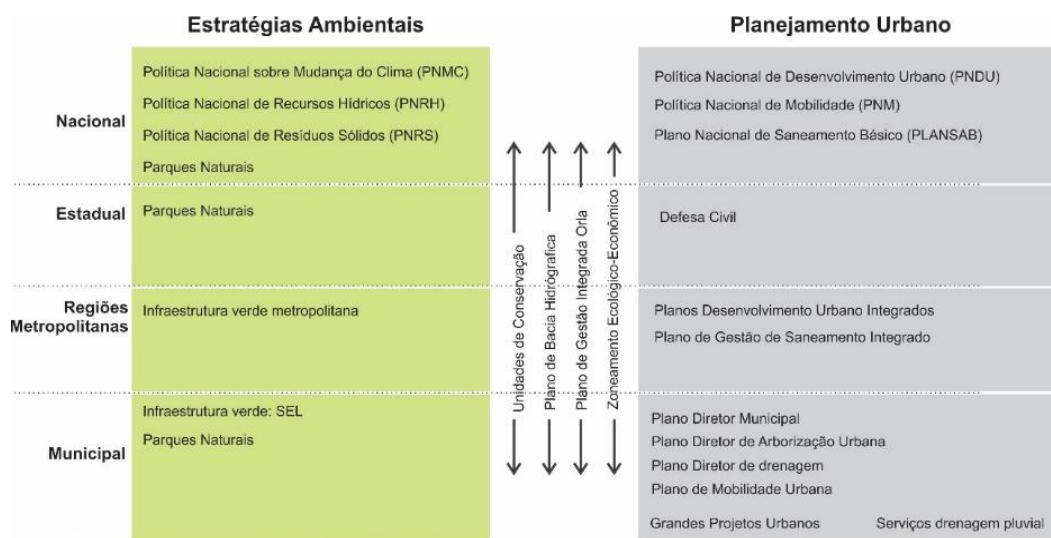 Estratégias Ambientais
Planejamento Urbano
Nacional
Política Nacional sobre Mudança do Clima (PNMC)
Política Nacional de Recursos Hídricos (PNRH)
Política Nacional de Resíduos Sólidos (PNRS)
Parques Naturais
Política Nacional de Desenvolvimento Urbano (PNDU)
Política Nacional de Mobilidade (PNM)
Plano Nacional de Saneamento Básico (PLANSAB)
Estadual
Parques Naturais
Defesa Civil
Regiões
Metropolitanas
Infraestrutura verde metropolitana
Planos Desenvolvimento Urbano Integrados
Plano de Gestão de Saneamento Integrado
Municipal
Infraestrutura verde: SEL
Parques Naturais
Plano Diretor Municipal
Plano Diretor de Arborização Urbana
Plano Diretor de drenagem
Plano de Mobilidade Urbana
Grandes Projetos Urbanos
Serviços drenagem pluvial
Unidades de Conservação
Plano de Bacia Hidrógrafica
Plano de Gestão Integrada Orla
Zoneamento Ecológico-Econômico